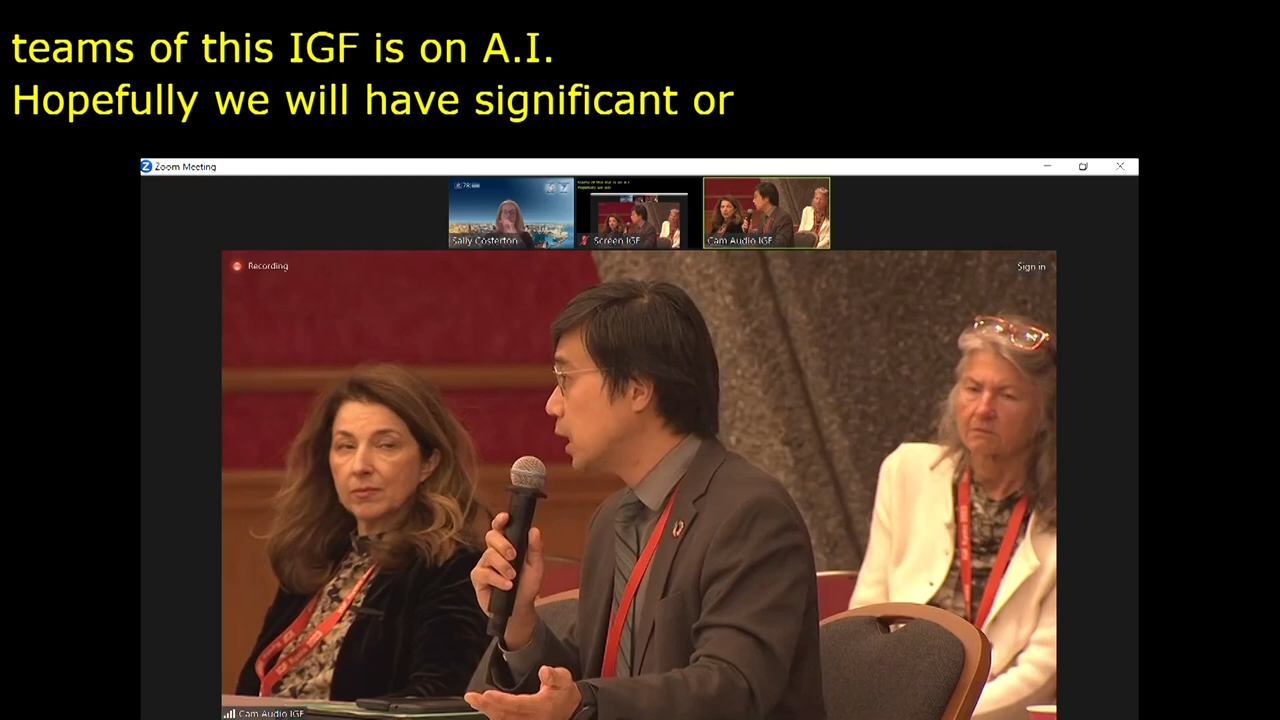 teams of this IGF is on A.I.
Hopefully we will have significant or
Zoom Meeting
Sally Costerton
Screen IGF
Cam Audio IGF
Recording
Sign in
Cam Audio IGF